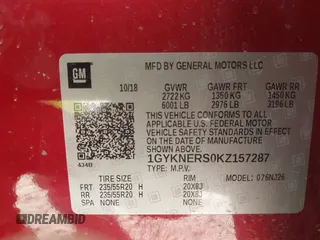 GM
MFD BY GENERAL MOTORS LLC
10/18 GVWR GAWR FRT GAWR RR
2722 KG 1350 KG 1450 KG
6001 LB 2976 LB 3196 LB
THIS VEHICLE CONFORMS TO ALL
APPLICABLE U.S. FEDERAL MOTOR
VEHICLE SAFETY STANDARDS IN
EFFECT ON THE DATE OF
MANUFACTURE SHOWN ABOVE.
1GYKNERS0KZ157287
TYPE: M.P.V. MODEL: 076NJ26
TIRE SIZE RIM
FRT 235/55R20 H 20X8J
RR 235/55R20 H 20X8J
SPA NONE NONE
DREAMBID